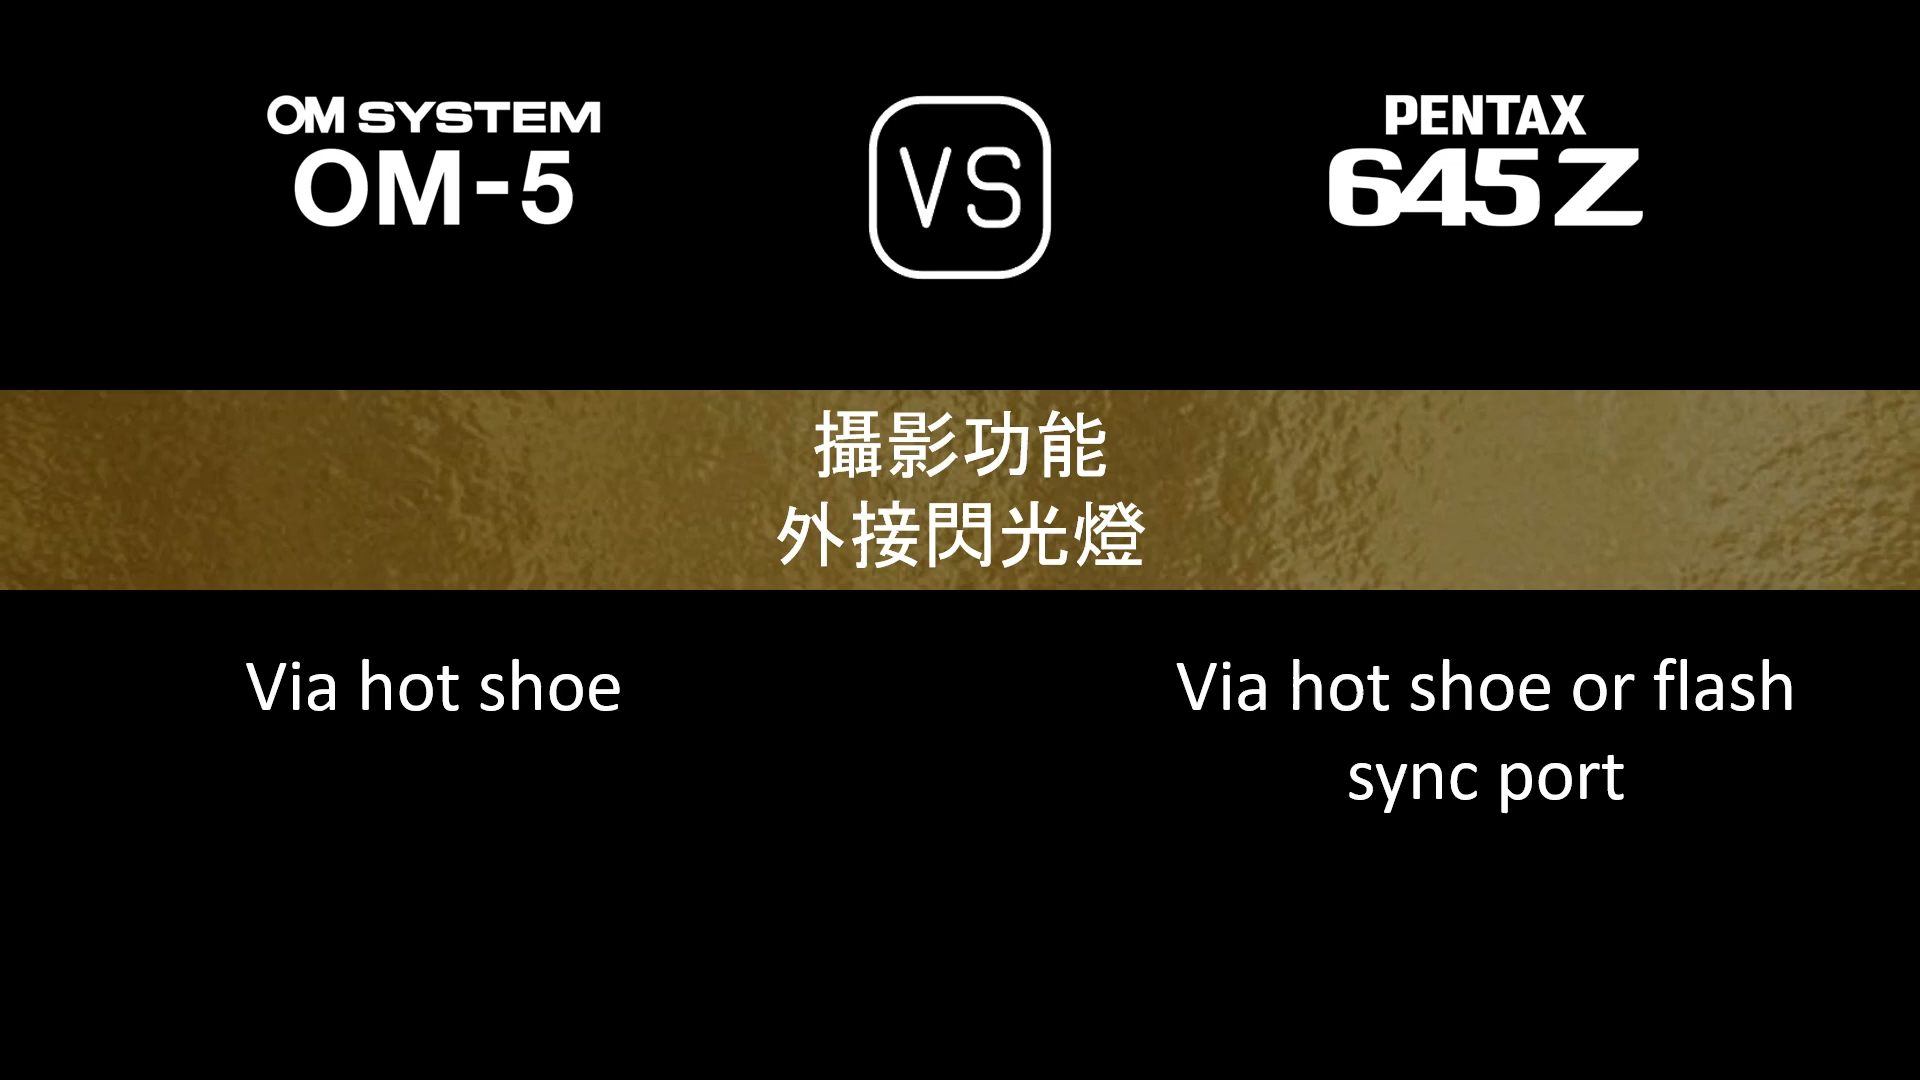 OM SYSTEM
OM-5
VS
PENTAX
645Z
攝影功能
外接閃光燈
Via hot shoe
Via hot shoe or flash
sync port